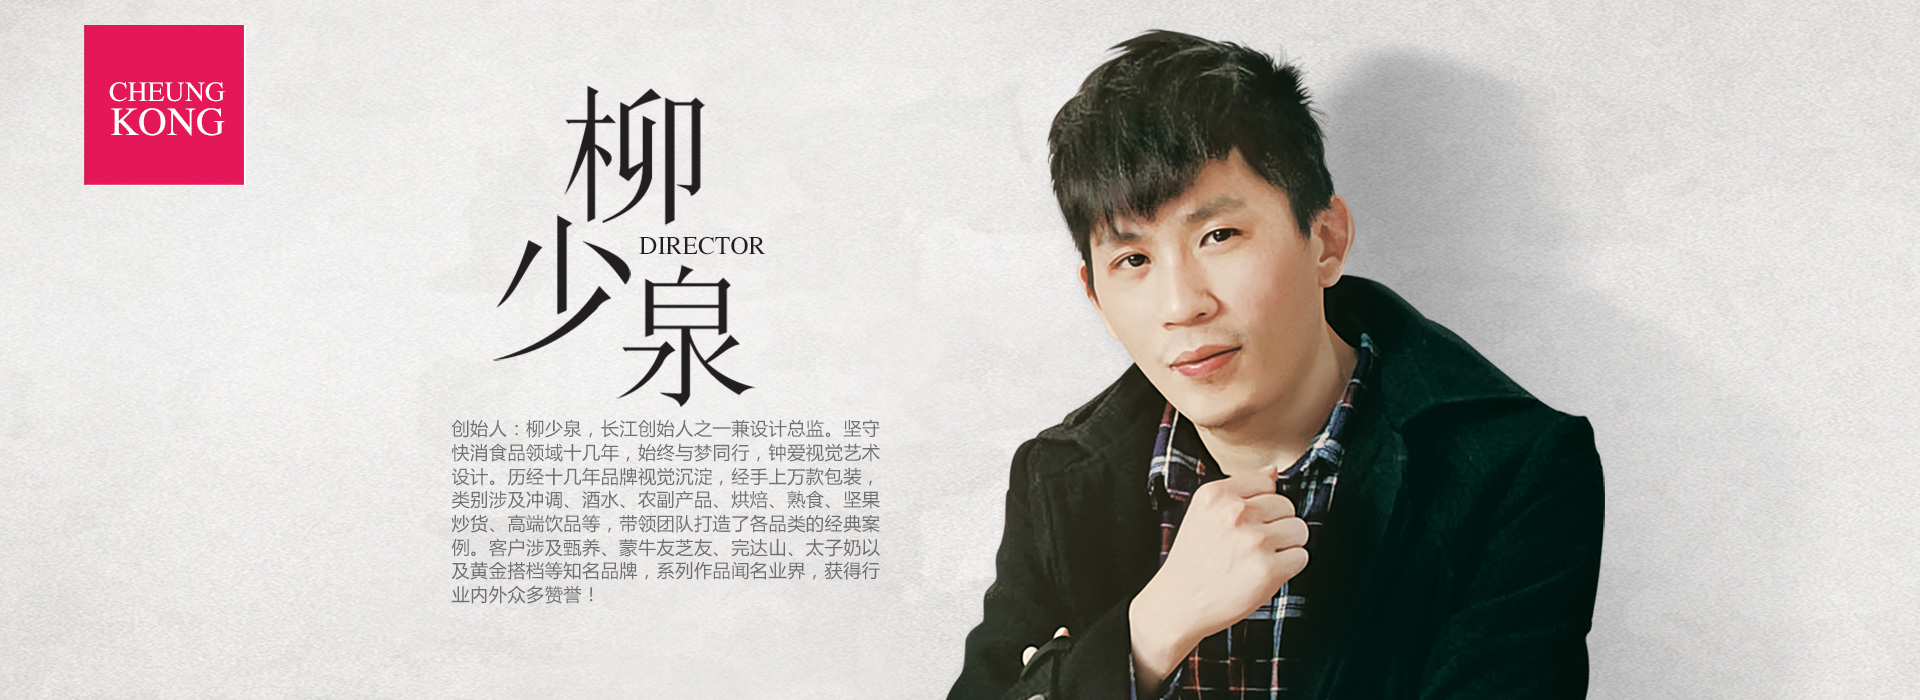 CHEUNG
KONG
柳
少
DIRECTOR
泉
创始人：柳少泉，长江创始人之一兼设计总监。坚守
快消食品领域十几年，始终与梦同行，钟爱视觉艺术
设计。历经十几年品牌视觉沉淀，经手上万款包装，
类别涉及冲调、酒水、农副产品、烘焙、熟食、坚果
炒货、高端饮品等，带领团队打造了各品类的经典案
例。客户涉及甄养、蒙牛友芝友、完达山、太子奶以
及黄金搭档等知名品牌，系列作品闻名业界，获得行
业内外众多赞誉！